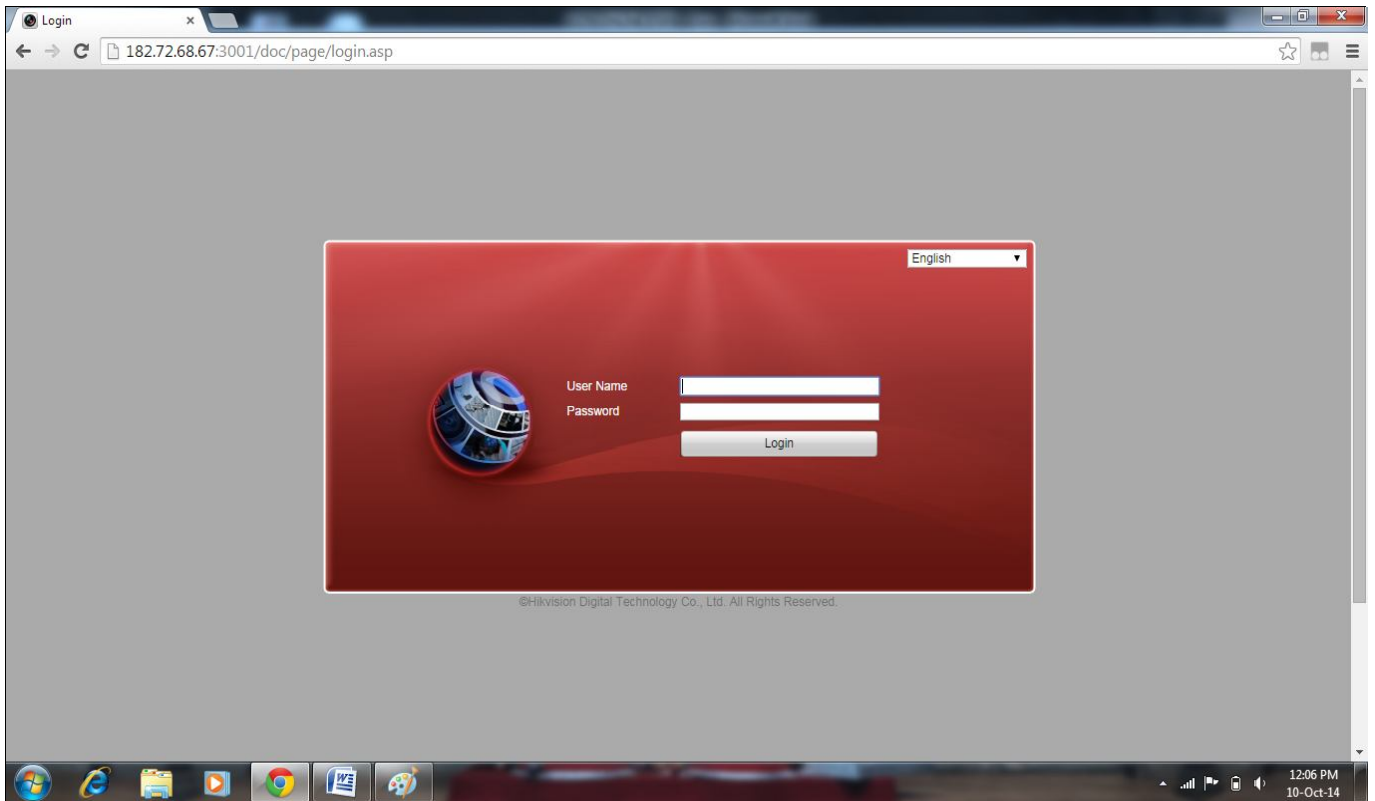 Login
182.72.68.67:3001/doc/page/login.asp
English
User Name
Password
Login
©Hikvision Digital Technology Co., Ltd. All Rights Reserved.
12:06 PM
10-Oct-14